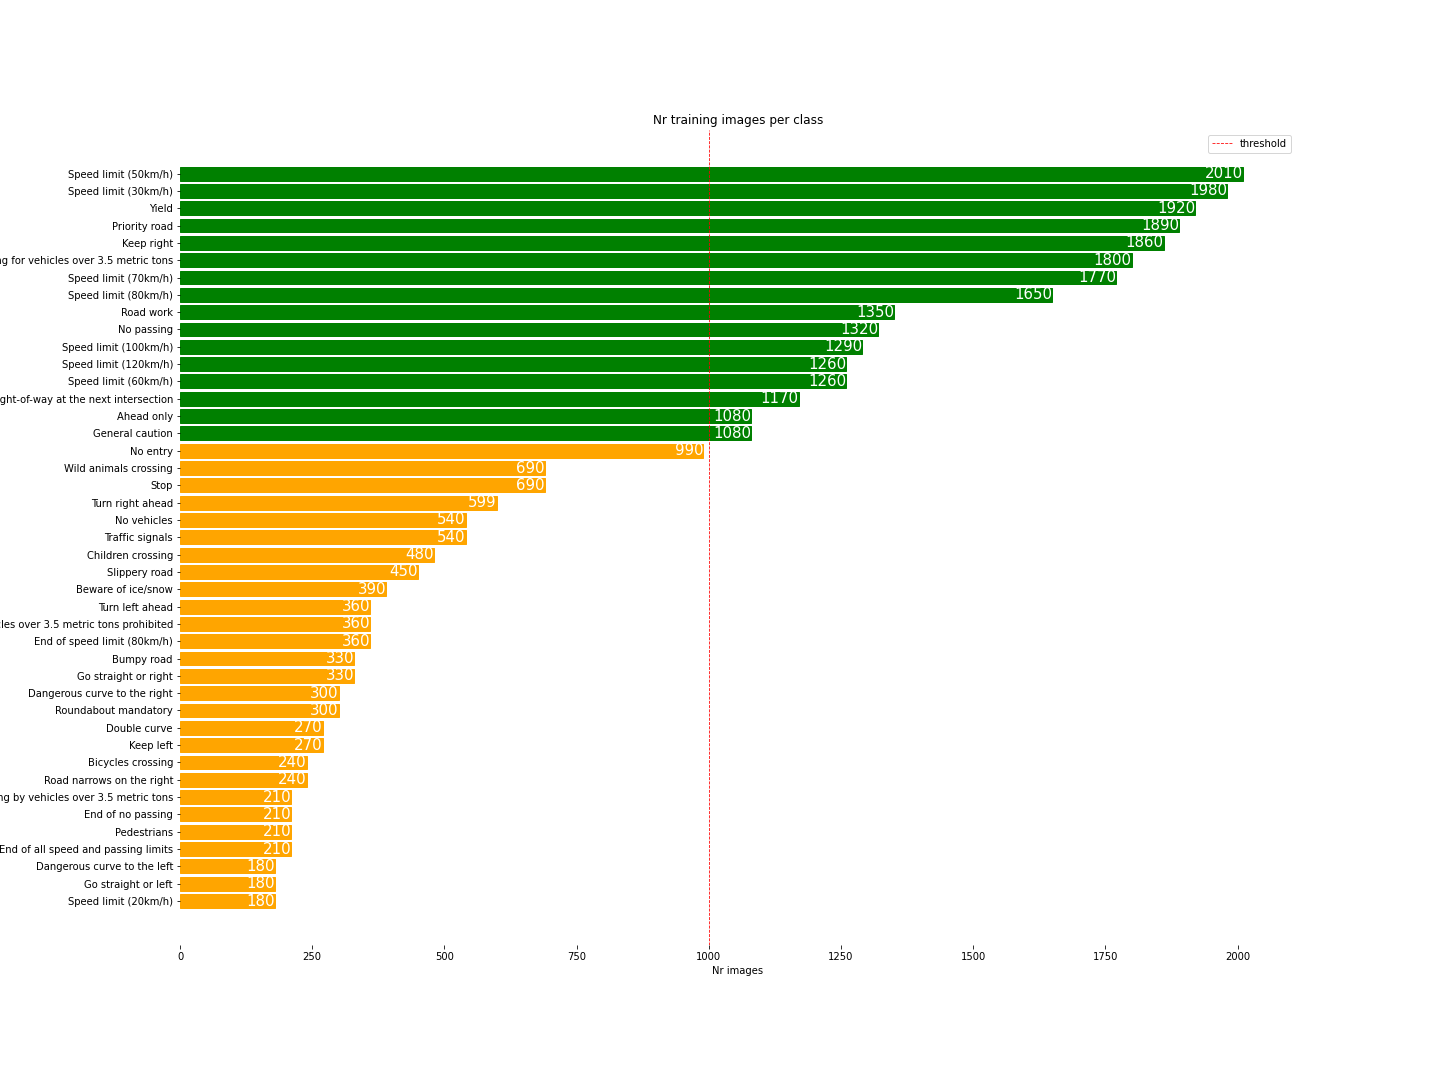 Nr training images per class
threshold
Speed limit (50km/h) 2010
Speed limit (30km/h) 1980
Yield 1920
Priority road 1890
Keep right 1860
for vehicles over 3.5 metric tons 1800
Speed limit (70km/h) 1770
Speed limit (80km/h) 1650
Road work 1350
No passing 1320
Speed limit (100km/h) 1290
Speed limit (120km/h) 1260
Speed limit (60km/h) 1260
ght-of-way at the next intersection 1170
Ahead only 1080
General caution 1080
No entry 990
Wild animals crossing 690
Stop 690
Turn right ahead 599
No vehicles 540
Traffic signals 540
Children crossing 480
Slippery road 450
Beware of ice/snow 390
Turn left ahead 360
les over 3.5 metric tons prohibited 360
End of speed limit (80km/h) 360
Bumpy road 330
Go straight or right 330
Dangerous curve to the right 300
Roundabout mandatory 300
Double curve 270
Keep left 270
Bicycles crossing 240
Road narrows on the right 240
by vehicles over 3.5 metric tons 210
End of no passing 210
Pedestrians 210
End of all speed and passing limits 210
Dangerous curve to the left 180
Go straight or left 180
Speed limit (20km/h) 180
0 250 500 750 1000 1250 1500 1750 2000
Nr images